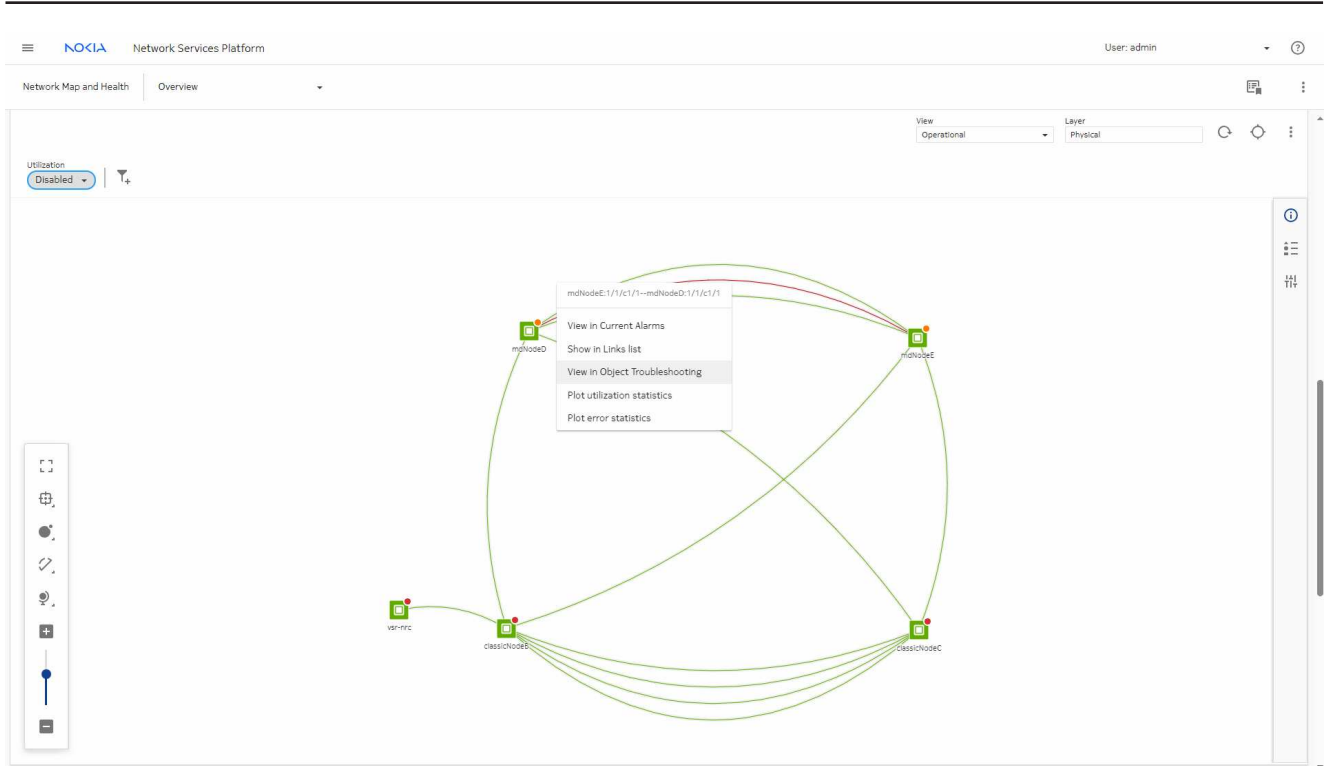 NOKIA Network Services Platform User: admin
Network Map and Health Overview
View Layer
Operational Physical
Utilization
Disabled
mdNodeE:1/1/c1/1--mdNodeD:1/1/c1/1
View in Current Alarms
mdNodeD Show in Links list mdNodeE
View in Object Troubleshooting
Plot utilization statistics
Plot error statistics
vsr-nrc
classicNodeB classicNodeC